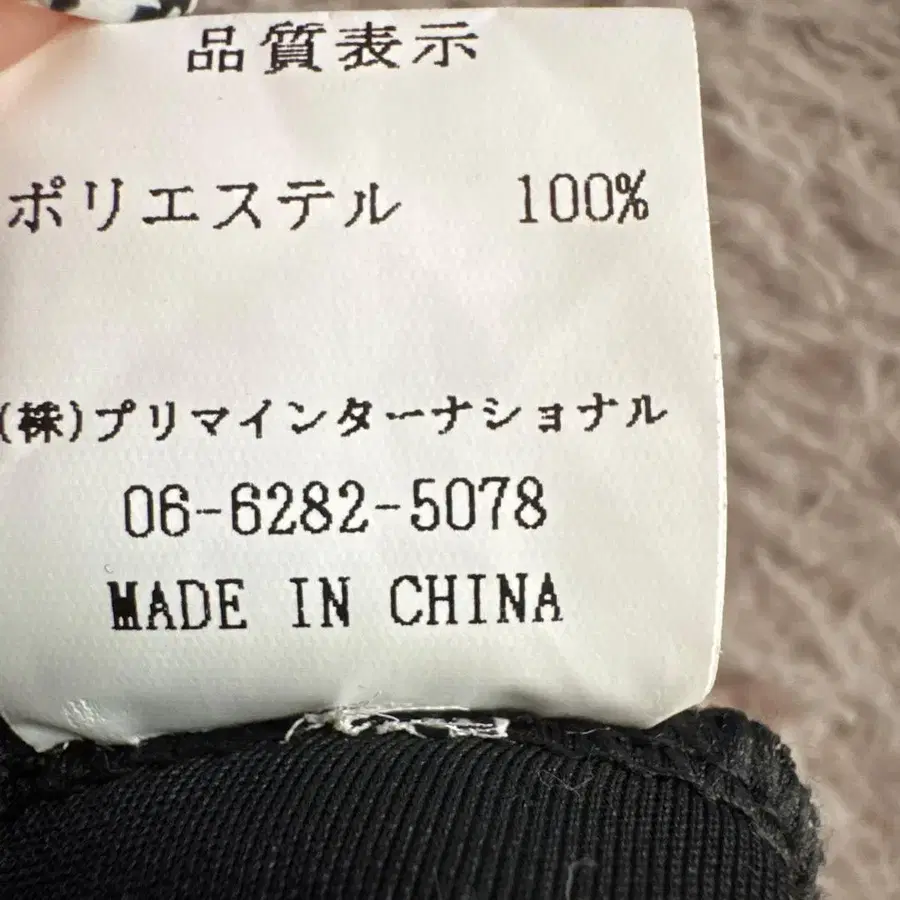 品質表示
ポリエステル 100%
(株)プリマインターナショナル
06-6282-5078
MADE IN CHINA